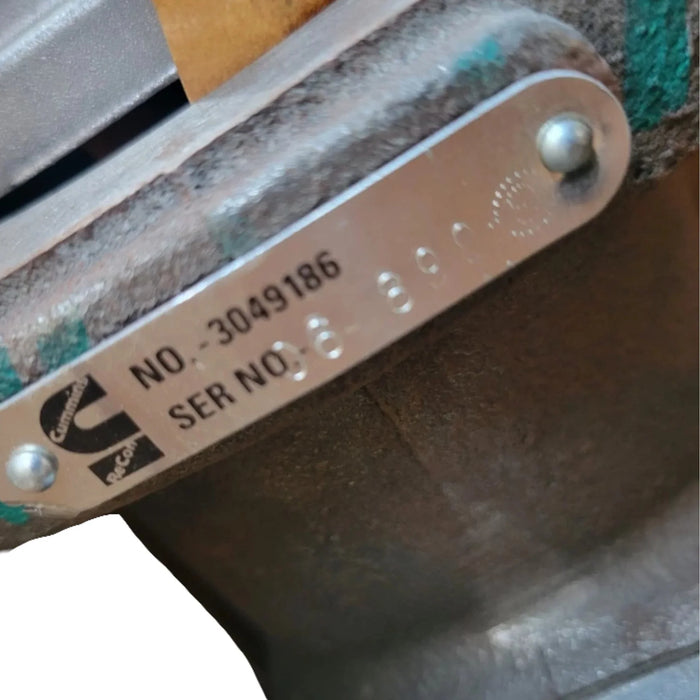 Cummins
ReCon
NO.-3049186
SER NO.-